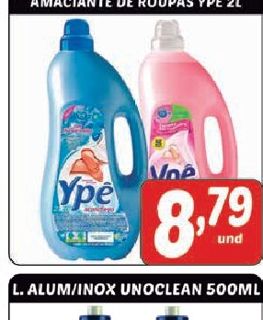 AMACIANTE DE ROUPAS YPÊ 2L
Ypê
Ypê
8,79
und
L. ALUM/INOX UNOCLEAN 500ML